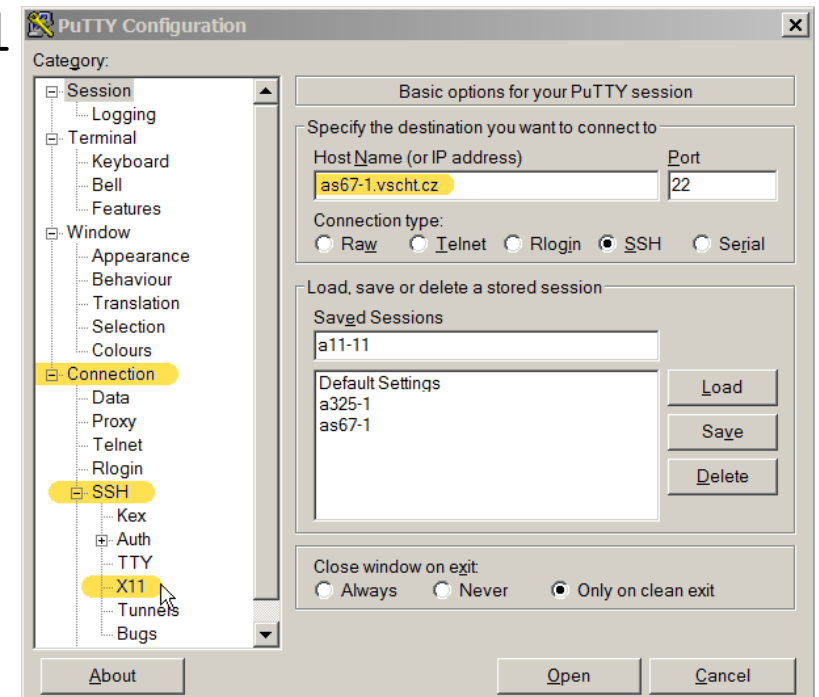 1
PuTTY Configuration
Category:
Session
Logging
Terminal
Keyboard
Bell
Features
Window
Appearance
Behaviour
Translation
Selection
Colours
Connection
Data
Proxy
Telnet
Rlogin
SSH
Kex
Auth
TTY
X11
Tunnels
Bugs
Basic options for your PuTTY session
Specify the destination you want to connect to
Host Name (or IP address) Port
as67-1.vscht.cz 22
Connection type:
Raw Telnet Rlogin SSH Serial
Load, save or delete a stored session
Saved Sessions
a11-11
Default Settings
a325-1
as67-1
Load
Save
Delete
Close window on exit:
Always Never Only on clean exit
About Open Cancel